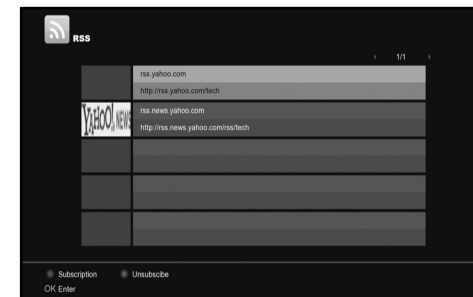 RSS
1/1
rss.yahoo.com
http://rss.yahoo.com/tech
YAHOO! NEWS
rss.news.yahoo.com
http://rss.news.yahoo.com/rss/tech
Subscription Unsubscibe
OK Enter